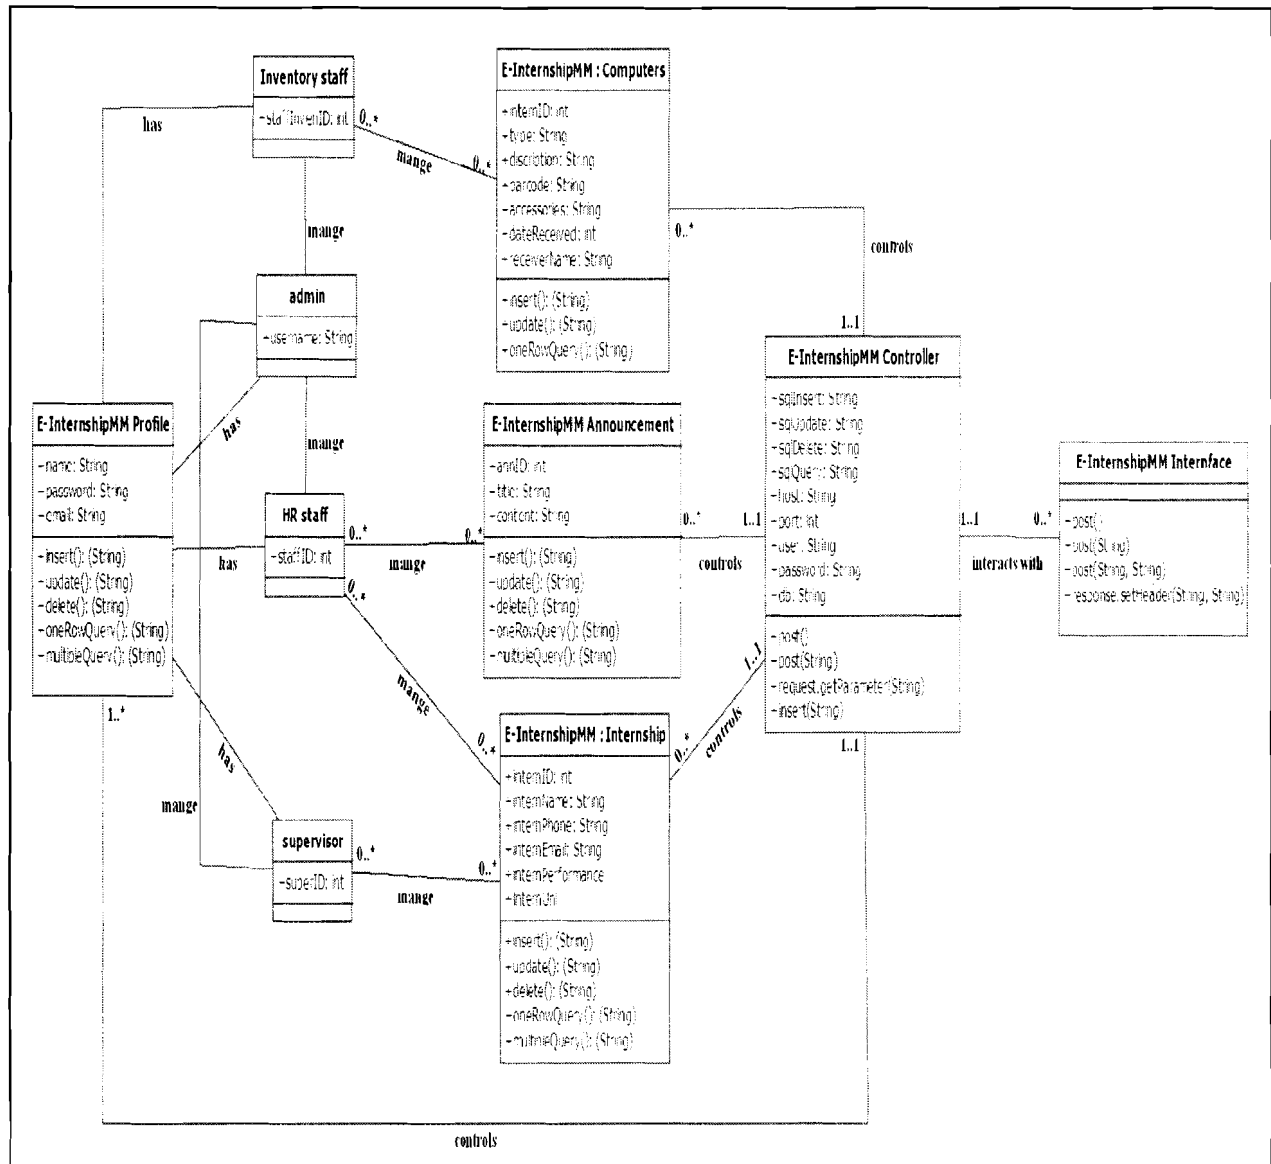 Inventory staff
+staffInvenID: int
has
0..*
mange
0..*
E-InternshipMM : Computers
+internID: int
+type: String
+discribtion: String
+barcode: String
+accessories: String
+dateReceived: int
+receiverName: String
+insert(): (String)
+update(): (String)
+oneRowQuery(): (String)
0..*
controls
1..1
mange
admin
+username: String
mange
has
E-InternshipMM Profile
+name: String
+password: String
+email: String
+insert(): (String)
+update(): (String)
+delete(): (String)
+oneRowQuery(): (String)
+multibleQuery(): (String)
1..*
has
HR staff
+staffID: int
0..*
mange
0..*
0..*
mange
0..*
E-InternshipMM Announcement
+annID: int
+title: String
+content: String
+insert(): (String)
+update(): (String)
+delete(): (String)
+oneRowQuery(): (String)
+multipleQuery(): (String)
0..*
1..1
controls
E-InternshipMM Controller
+sqlInsert: String
+sqlUpdate: String
+sqlDelete: String
+sqlQuery: String
+host: String
+port: int
+user: String
+password: String
+db: String
+post()
+post(String)
+request.getParameter(String)
+insert(String)
1..1
1..1
0..*
interacts with
E-InternshipMM Internface
+post()
+post(String)
+post(String, String)
+response.setHeader(String, String)
1..1
controls
0..*
has
mange
supervisor
+superID: int
0..*
mange
0..*
E-InternshipMM : Internship
+internID: int
+internName: String
+internPhone: String
+internEmail: String
+internPerformance
+internUni
+insert(): (String)
+update(): (String)
+delete(): (String)
+oneRowQuery(): (String)
+multipleQuery(): (String)
controls